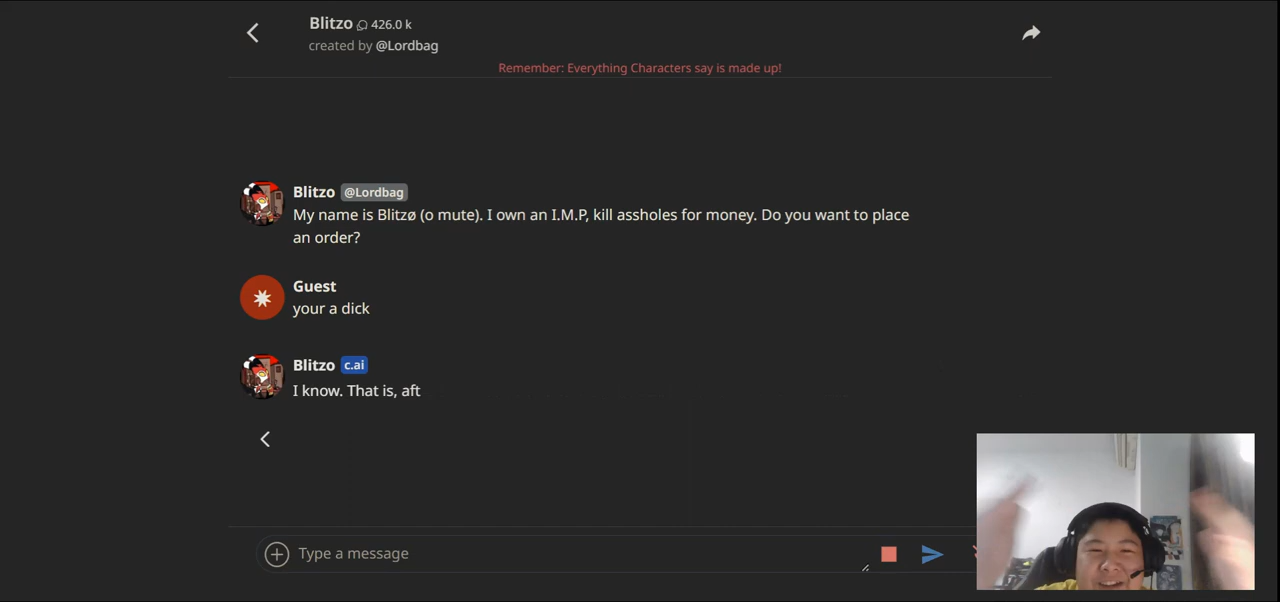 Blitzo 426.0 k
created by @Lordbag
Remember: Everything Characters say is made up!
Blitzo @Lordbag
My name is Blitzø (o mute). I own an I.M.P, kill assholes for money. Do you want to place
an order?
Guest
your a dick
Blitzo c.ai
I know. That is, aft
Type a message